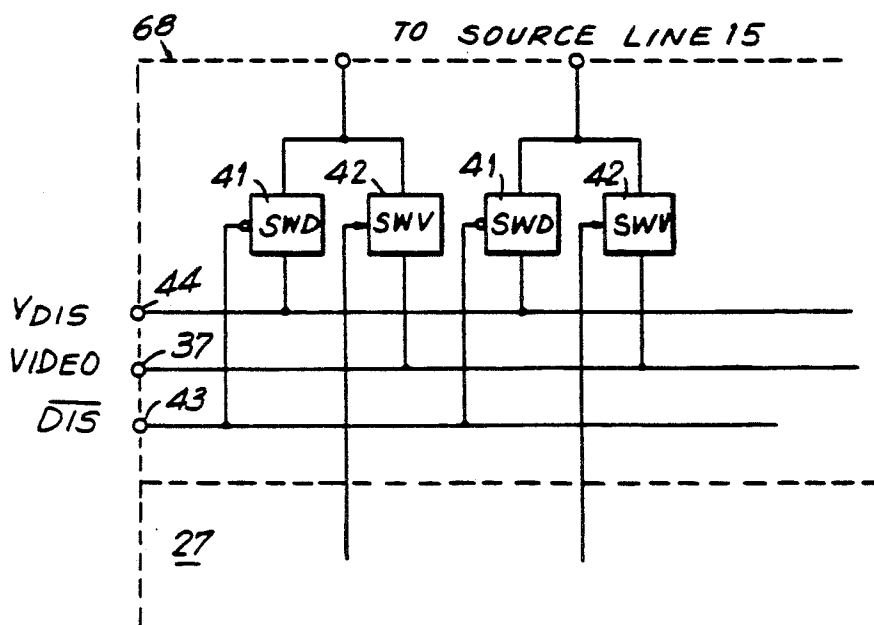 68 TO SOURCE LINE 15
41 42 41 42
SWD SWV SWD SWV
44
VDIS
37
VIDEO
43
DIS
27